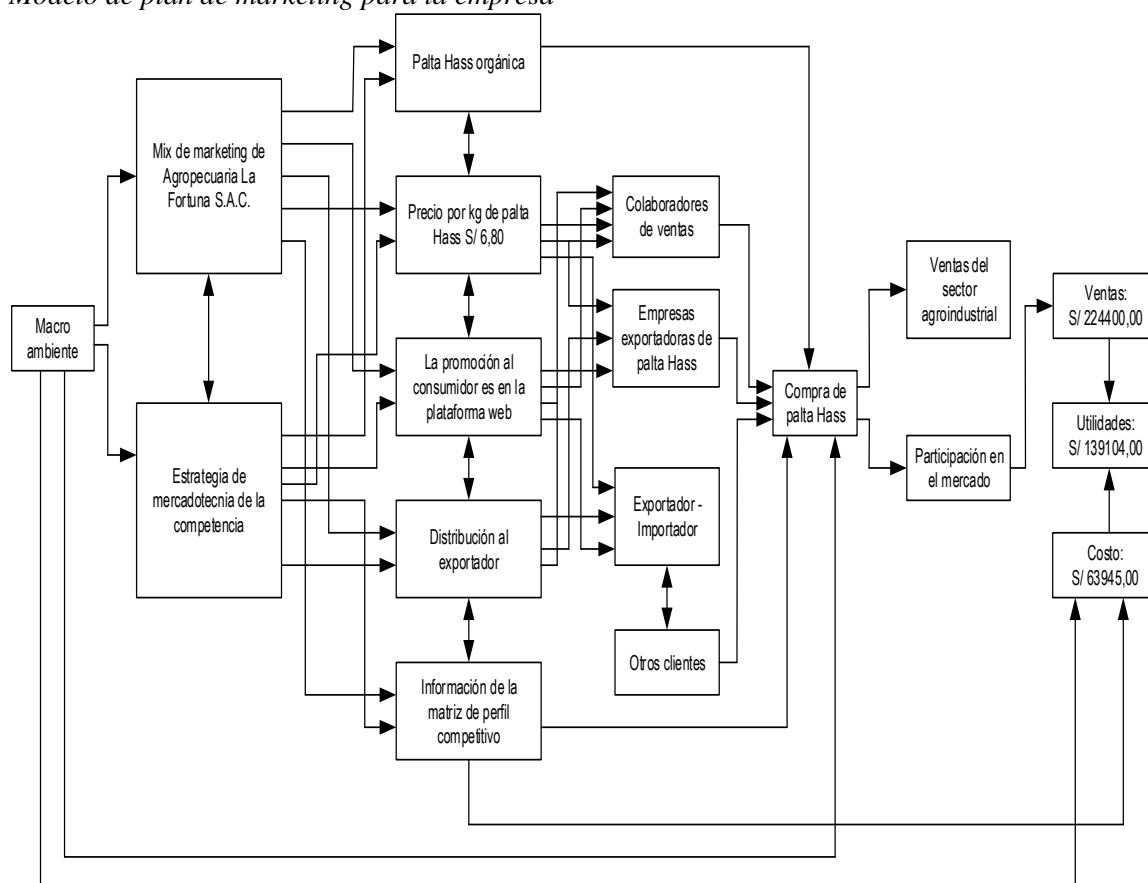 Modelo de plan de marketing para la empresa
Palta Hass orgánica
Mix de marketing de
Agropecuaria La
Fortuna S.A.C.
Precio por kg de palta
Hass S/ 6,80
Colaboradores
de ventas
Ventas del
sector
agroindustrial
Ventas:
S/ 224400,00
Macro
ambiente
Empresas
exportadoras de
palta Hass
La promoción al
consumidor es en la
plataforma web
Compra de
palta Hass
Utilidades:
S/ 139104,00
Participación en
el mercado
Estrategia de
mercadotecnia de la
competencia
Exportador -
Importador
Distribución al
exportador
Costo:
S/ 63945,00
Otros clientes
Información de la
matriz de perfil
competitivo